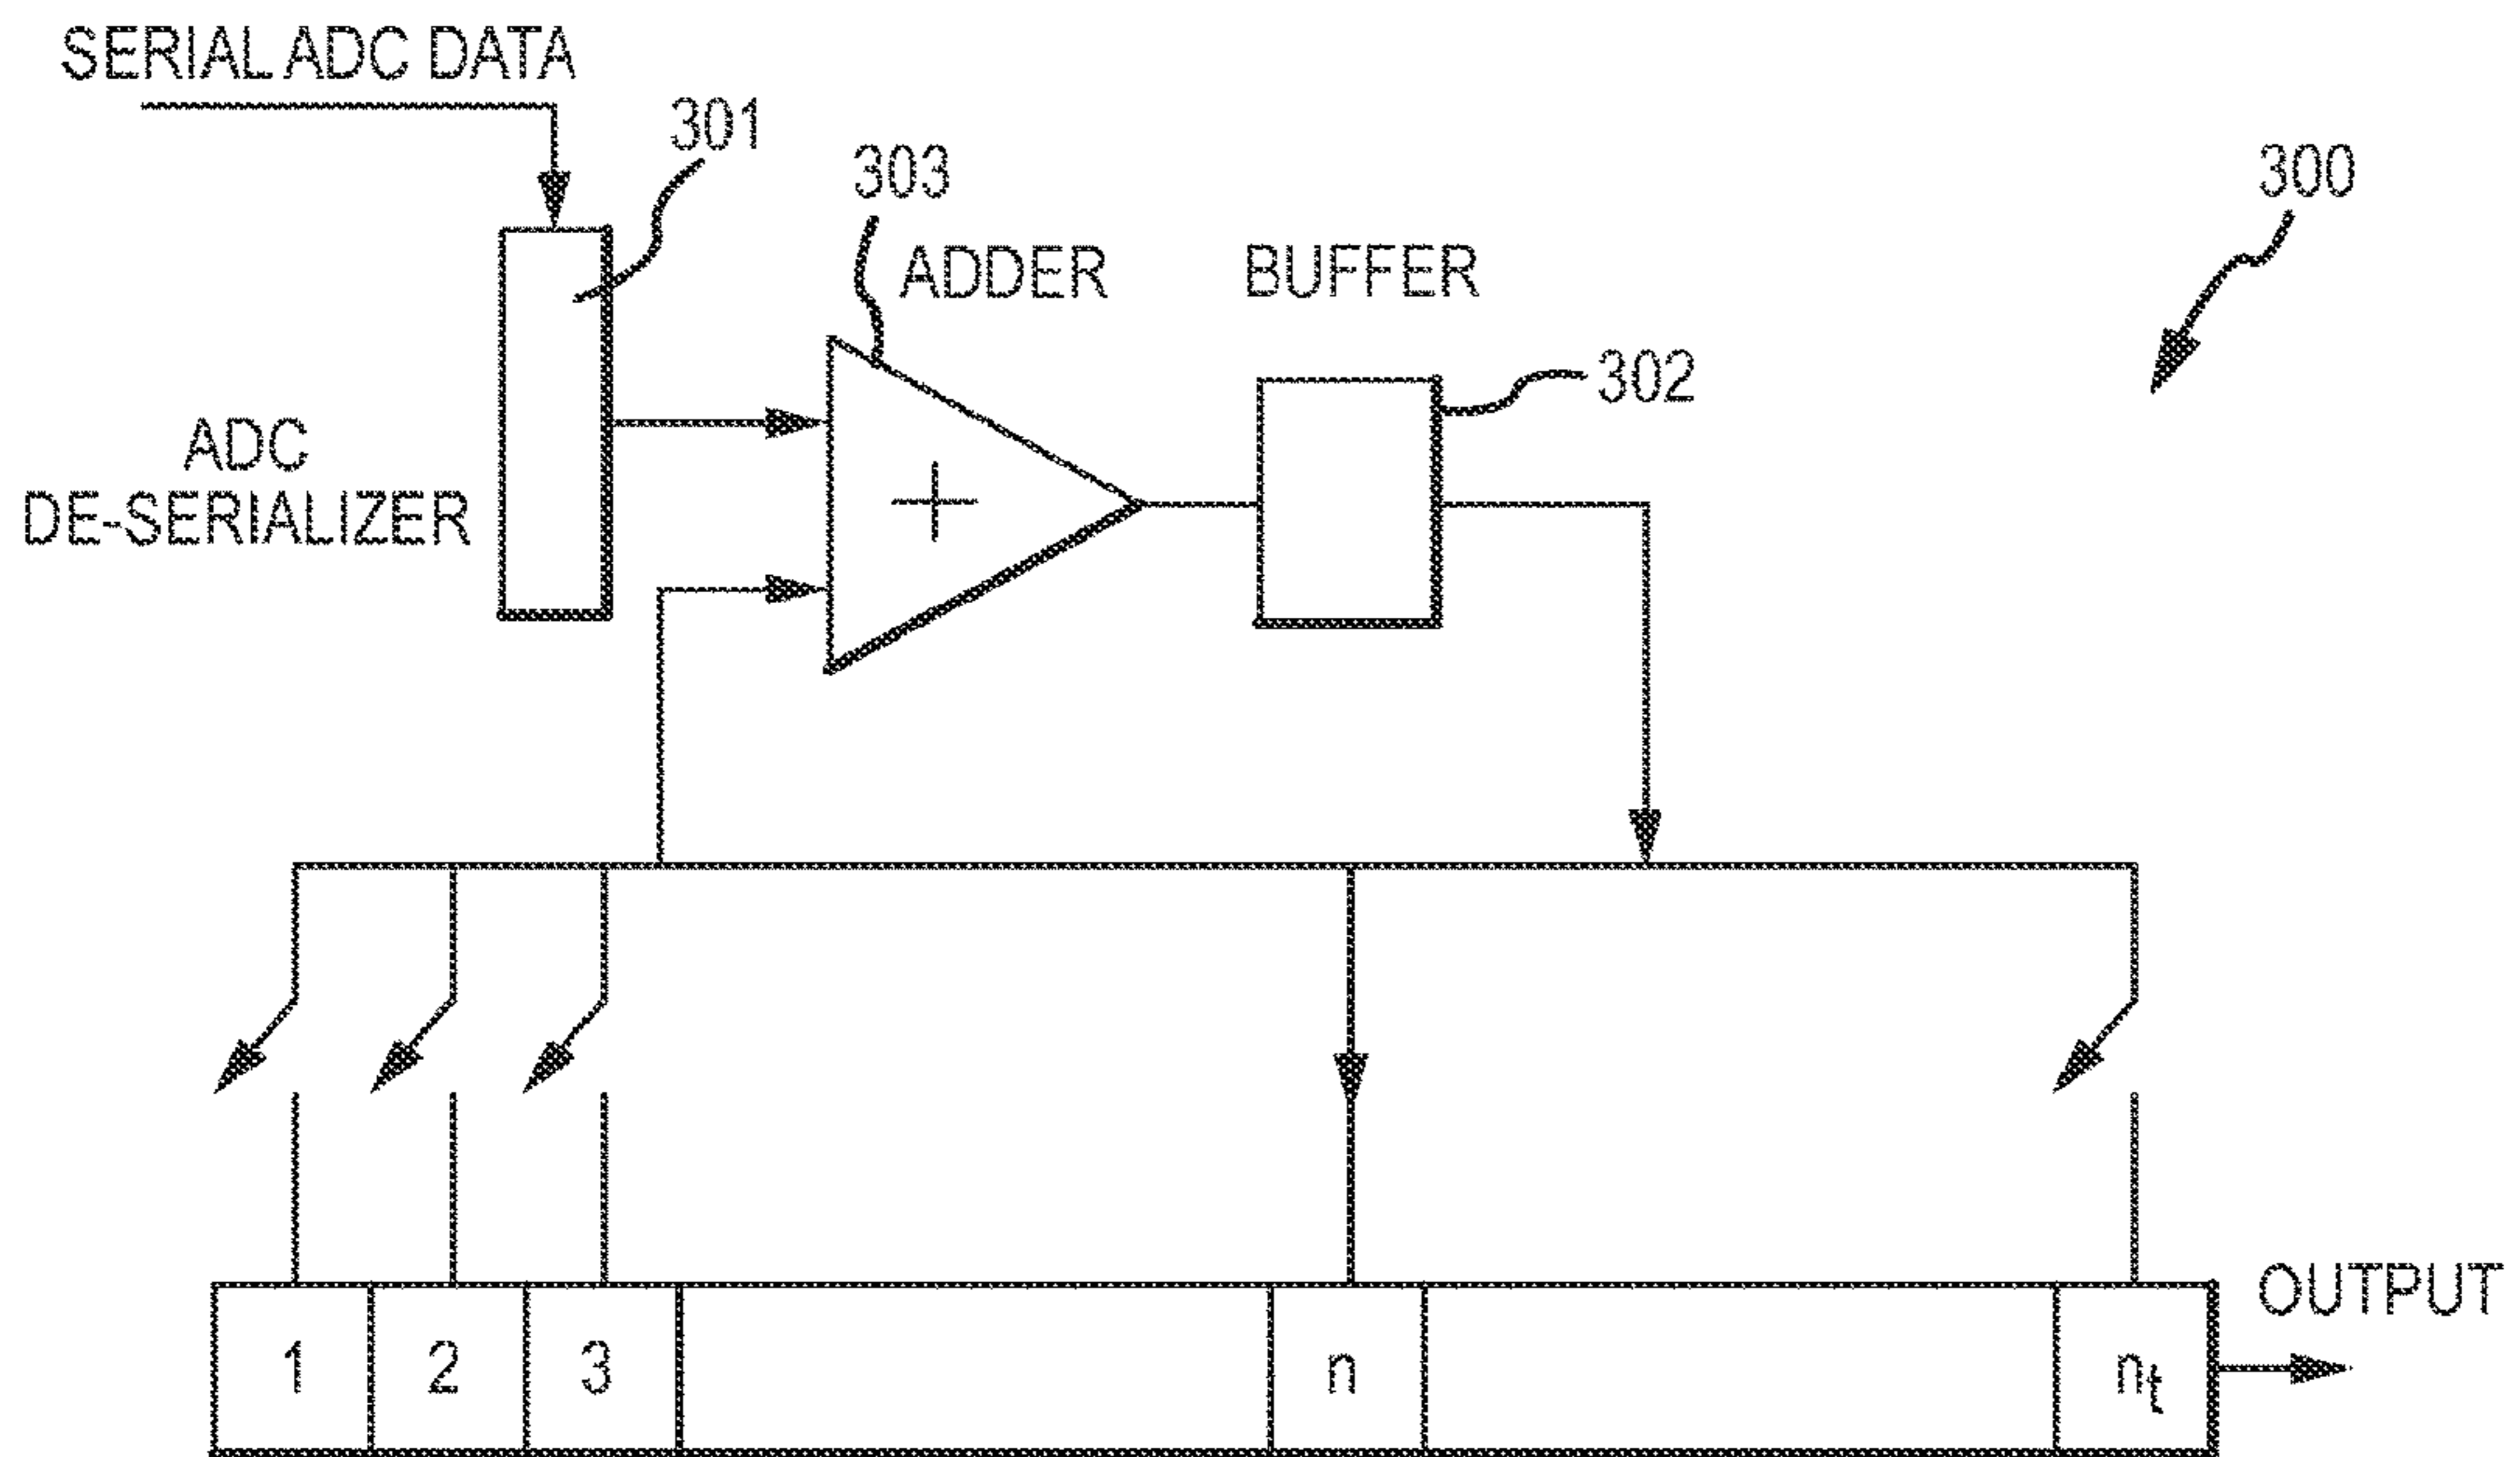 SERIAL ADC DATA
301
303
300
ADDER
BUFFER
302
ADC
DE-SERIALIZER
+
OUTPUT
1
2
3
n
nt